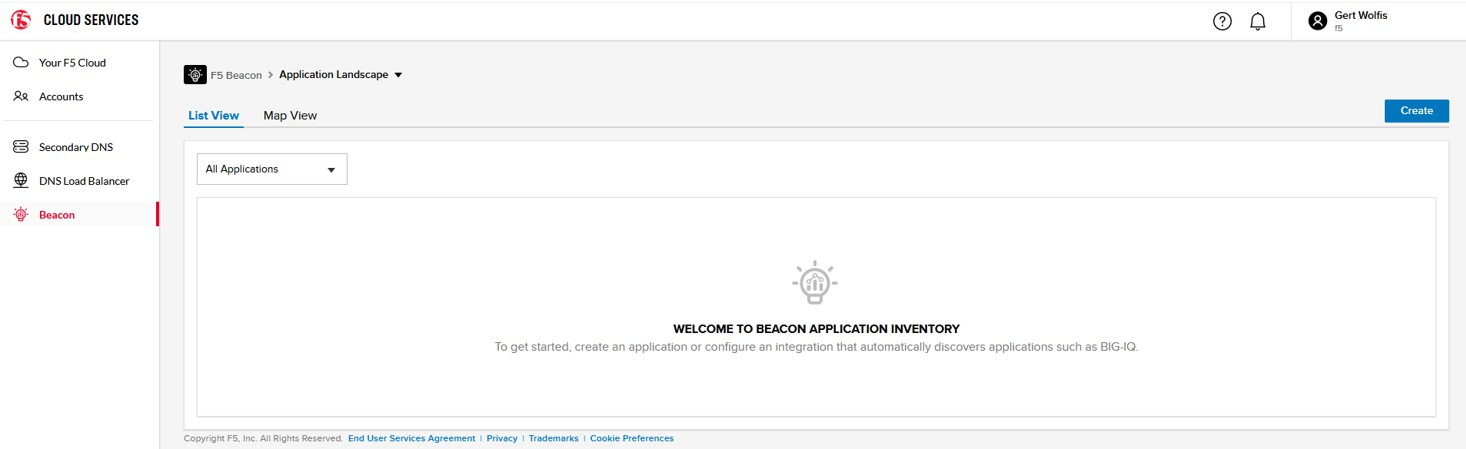 f5 CLOUD SERVICES
Gert Wolfis
f5
Your F5 Cloud
Accounts
Secondary DNS
DNS Load Balancer
Beacon
F5 Beacon > Application Landscape
List View Map View
Create
All Applications
WELCOME TO BEACON APPLICATION INVENTORY
To get started, create an application or configure an integration that automatically discovers applications such as BIG-IQ.
Copyright F5, Inc. All Rights Reserved. End User Services Agreement | Privacy | Trademarks | Cookie Preferences